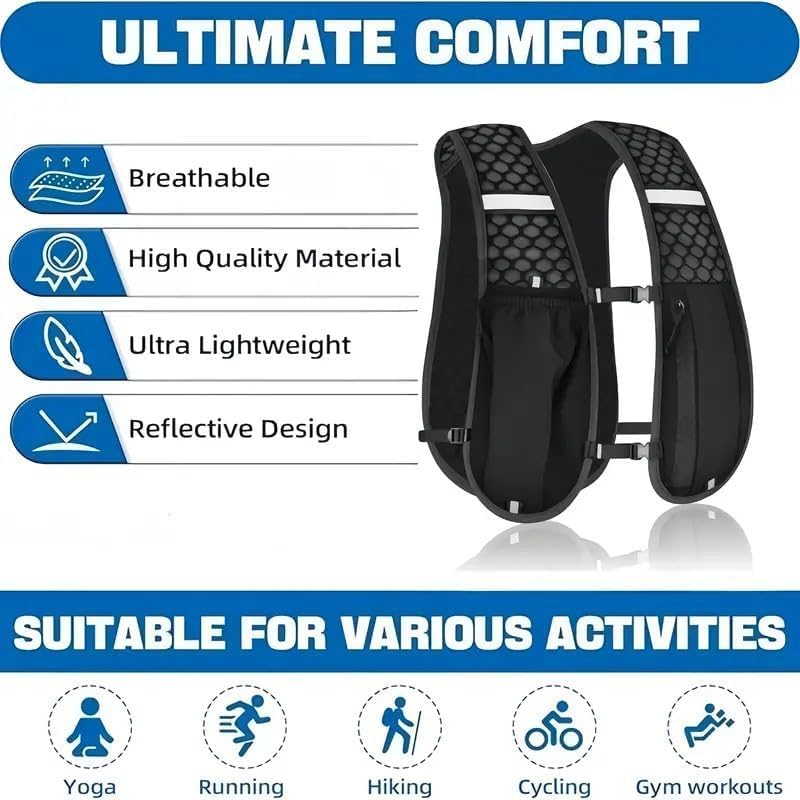 ULTIMATE COMFORT
Breathable
High Quality Material
Ultra Lightweight
Reflective Design
SUITABLE FOR VARIOUS ACTIVITIES
Yoga
Running
Hiking
Cycling
Gym workouts